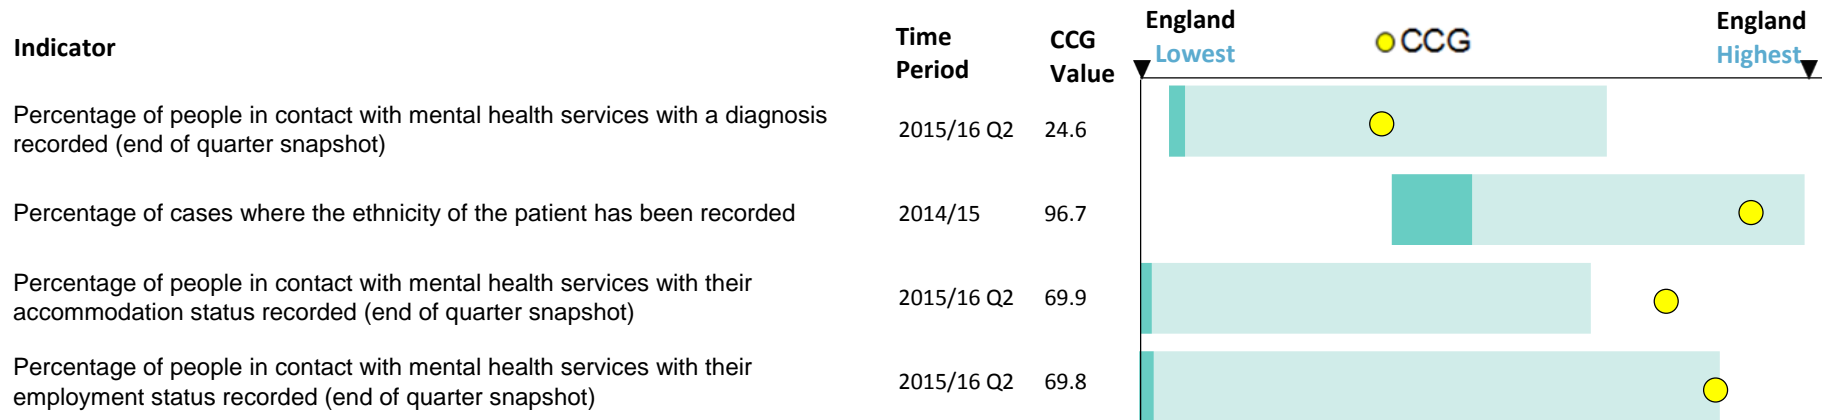 Indicator
Time Period
CCG Value
England Lowest
CCG
England Highest
Percentage of people in contact with mental health services with a diagnosis
recorded (end of quarter snapshot)
2015/16 Q2
24.6
Percentage of cases where the ethnicity of the patient has been recorded
2014/15
96.7
Percentage of people in contact with mental health services with their
accommodation status recorded (end of quarter snapshot)
2015/16 Q2
69.9
Percentage of people in contact with mental health services with their
employment status recorded (end of quarter snapshot)
2015/16 Q2
69.8